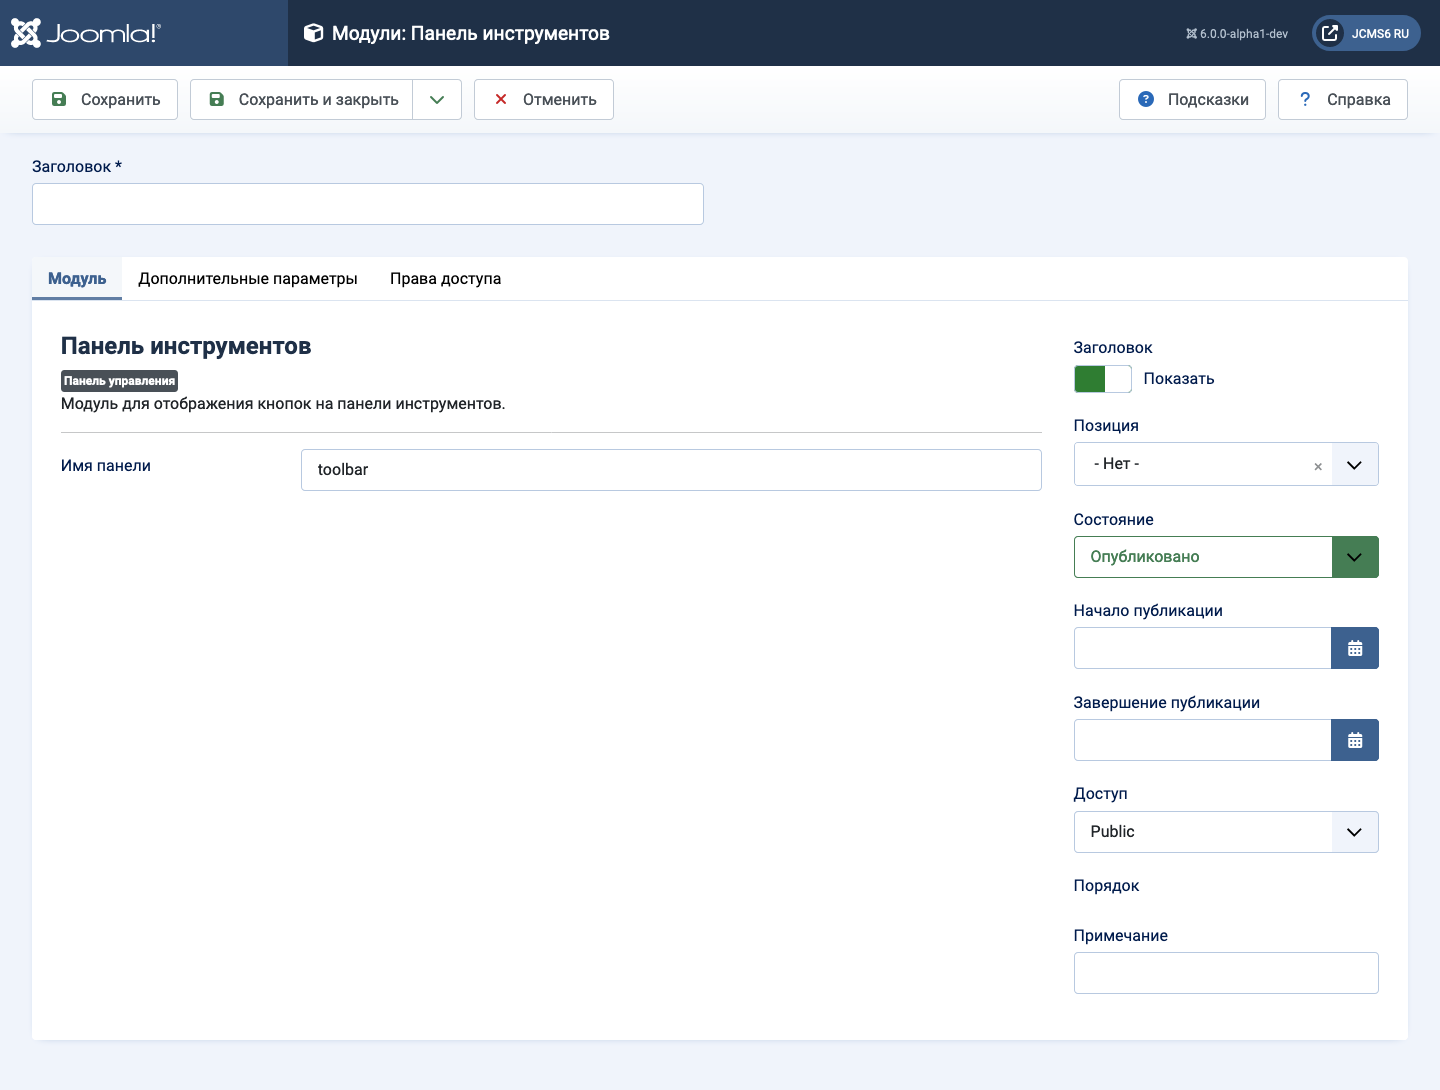 Joomla!®
Модули: Панель инструментов
6.0.0-alpha1-dev
JCMS6 RU
Сохранить
Сохранить и закрыть
Отменить
Подсказки
Справка
Заголовок *
Модуль
Дополнительные параметры
Права доступа
Панель инструментов
Панель управления
Модуль для отображения кнопок на панели инструментов.
Имя панели
toolbar
Заголовок
Показать
Позиция
- Нет -
Состояние
Опубликовано
Начало публикации
Завершение публикации
Доступ
Public
Порядок
Примечание